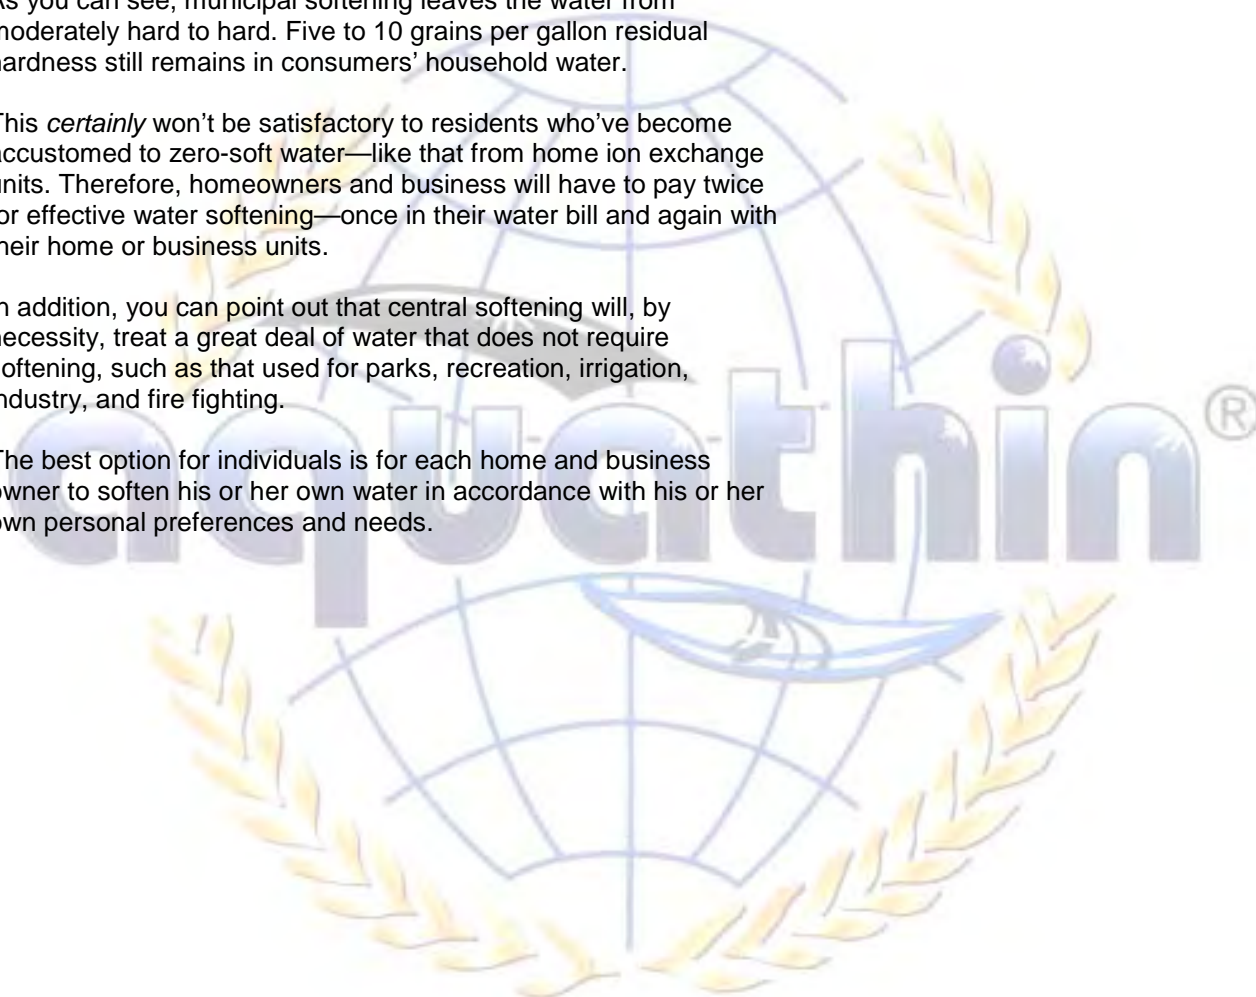 As you can see, municipal softening leaves the water from
moderately hard to hard. Five to 10 grains per gallon residual
hardness still remains in consumers’ household water.
This certainly won’t be satisfactory to residents who’ve become
accustomed to zero-soft water—like that from home ion exchange
units. Therefore, homeowners and business will have to pay twice
for effective water softening—once in their water bill and again with
their home or business units.
In addition, you can point out that central softening will, by
necessity, treat a great deal of water that does not require
softening, such as that used for parks, recreation, irrigation,
industry, and fire fighting.
The best option for individuals is for each home and business
owner to soften his or her own water in accordance with his or her
own personal preferences and needs.
aquathin®